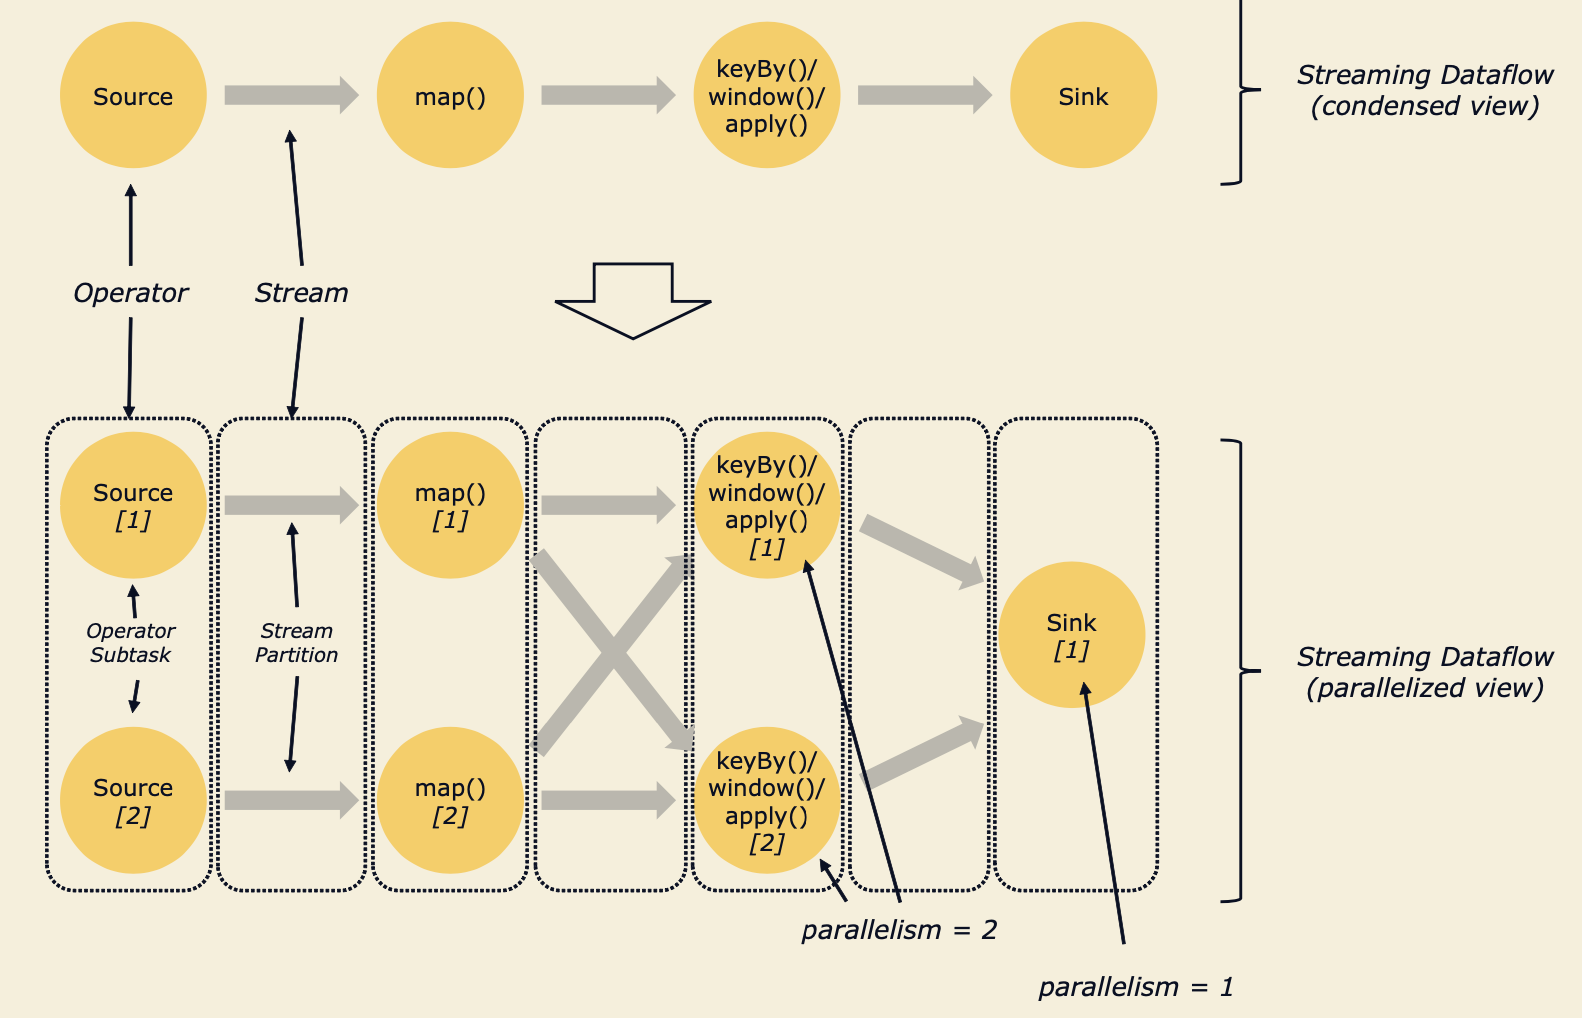 Source
map()
keyBy()/
window()/
apply()
Sink
Streaming Dataflow
(condensed view)
Operator
Stream
Source
[1]
map()
[1]
keyBy()/
window()/
apply()
[1]
Operator
Subtask
Stream
Partition
Sink
[1]
Streaming Dataflow
(parallelized view)
Source
[2]
map()
[2]
keyBy()/
window()/
apply()
[2]
parallelism = 2
parallelism = 1